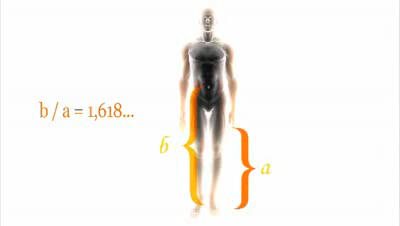 b / a = 1,618...
b
a